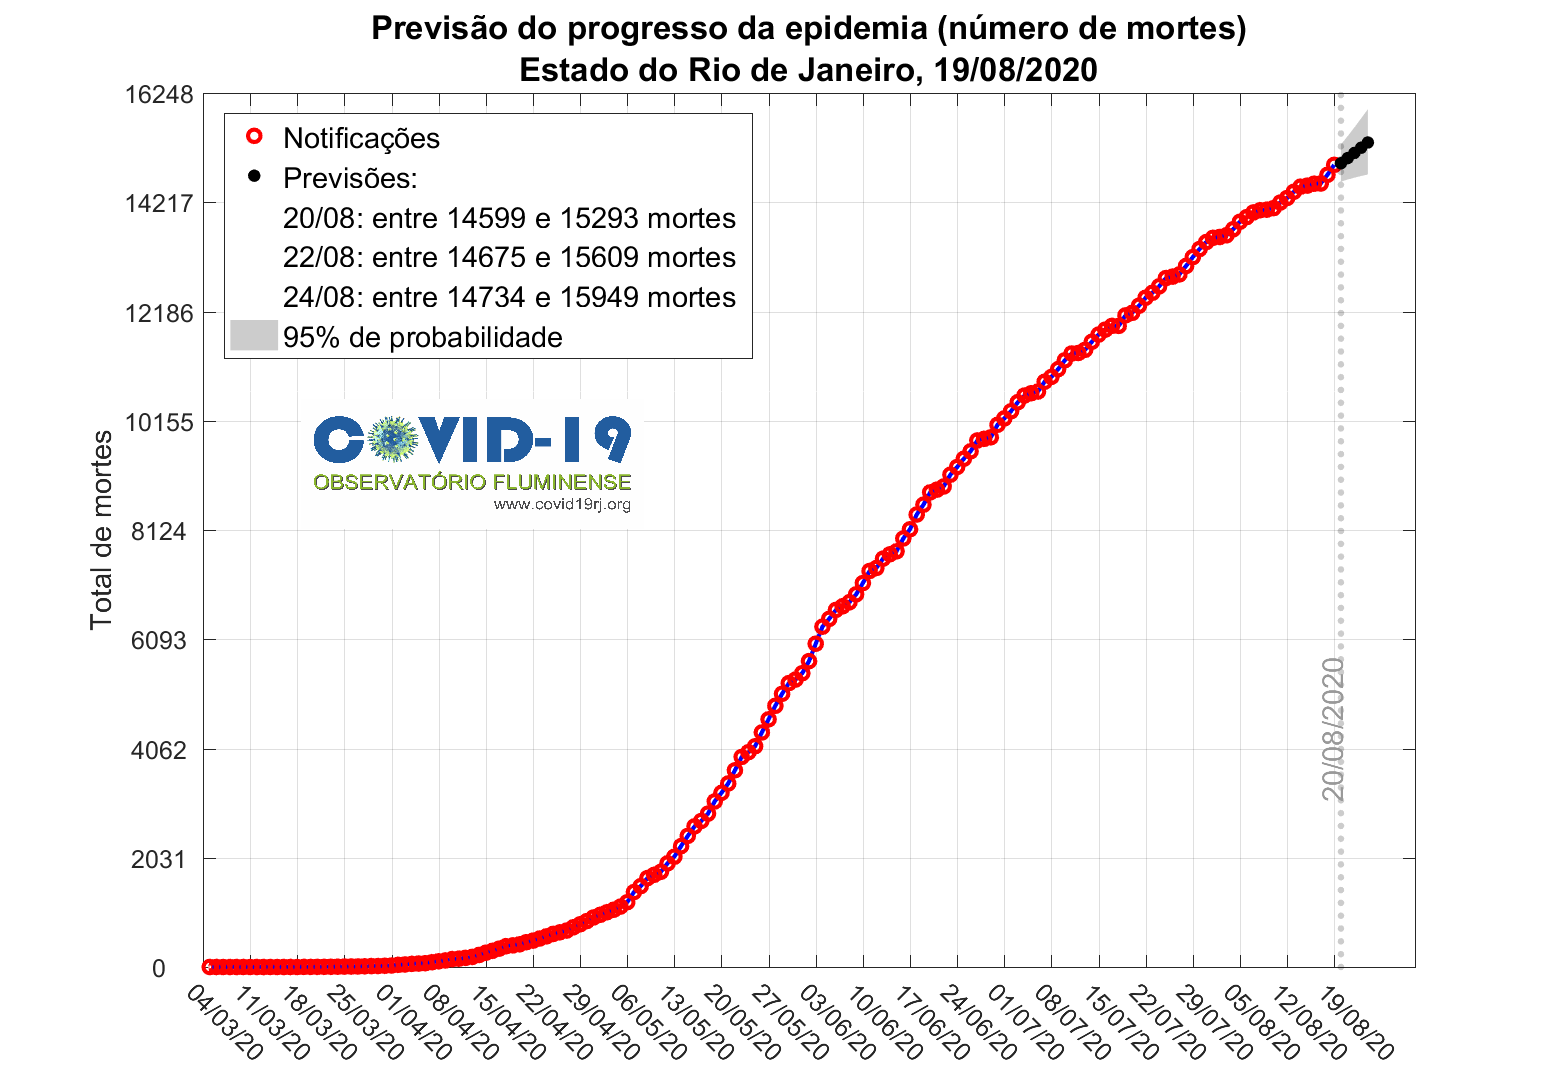 Previsão do progresso da epidemia (número de mortes)
Estado do Rio de Janeiro, 19/08/2020
16248
14217
12186
10155
8124
6093
4062
2031
0
Total de mortes
Notificações
Previsões:
20/08: entre 14599 e 15293 mortes
22/08: entre 14675 e 15609 mortes
24/08: entre 14734 e 15949 mortes
95% de probabilidade
COVID-19
OBSERVATÓRIO FLUMINENSE
www.covid19rj.org
20/08/2020
04/03/20
11/03/20
18/03/20
25/03/20
01/04/20
08/04/20
15/04/20
22/04/20
29/04/20
06/05/20
13/05/20
20/05/20
27/05/20
03/06/20
10/06/20
17/06/20
24/06/20
01/07/20
08/07/20
15/07/20
22/07/20
29/07/20
05/08/20
12/08/20
19/08/20